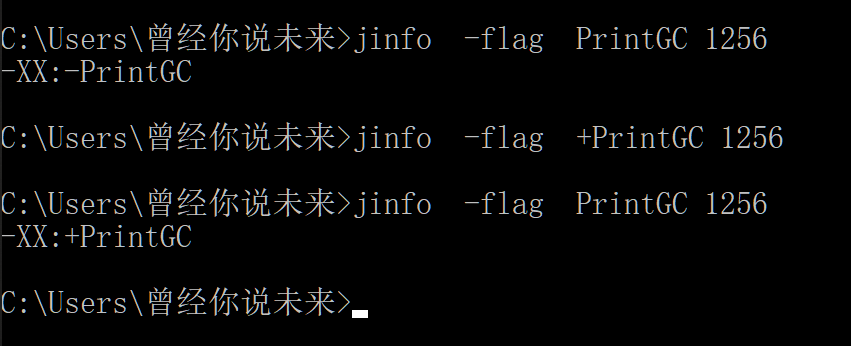 C:\Users\曾经你说未来>jinfo  -flag  PrintGC 1256
-XX:-PrintGC
C:\Users\曾经你说未来>jinfo  -flag  +PrintGC 1256
C:\Users\曾经你说未来>jinfo  -flag  PrintGC 1256
-XX:+PrintGC
C:\Users\曾经你说未来>